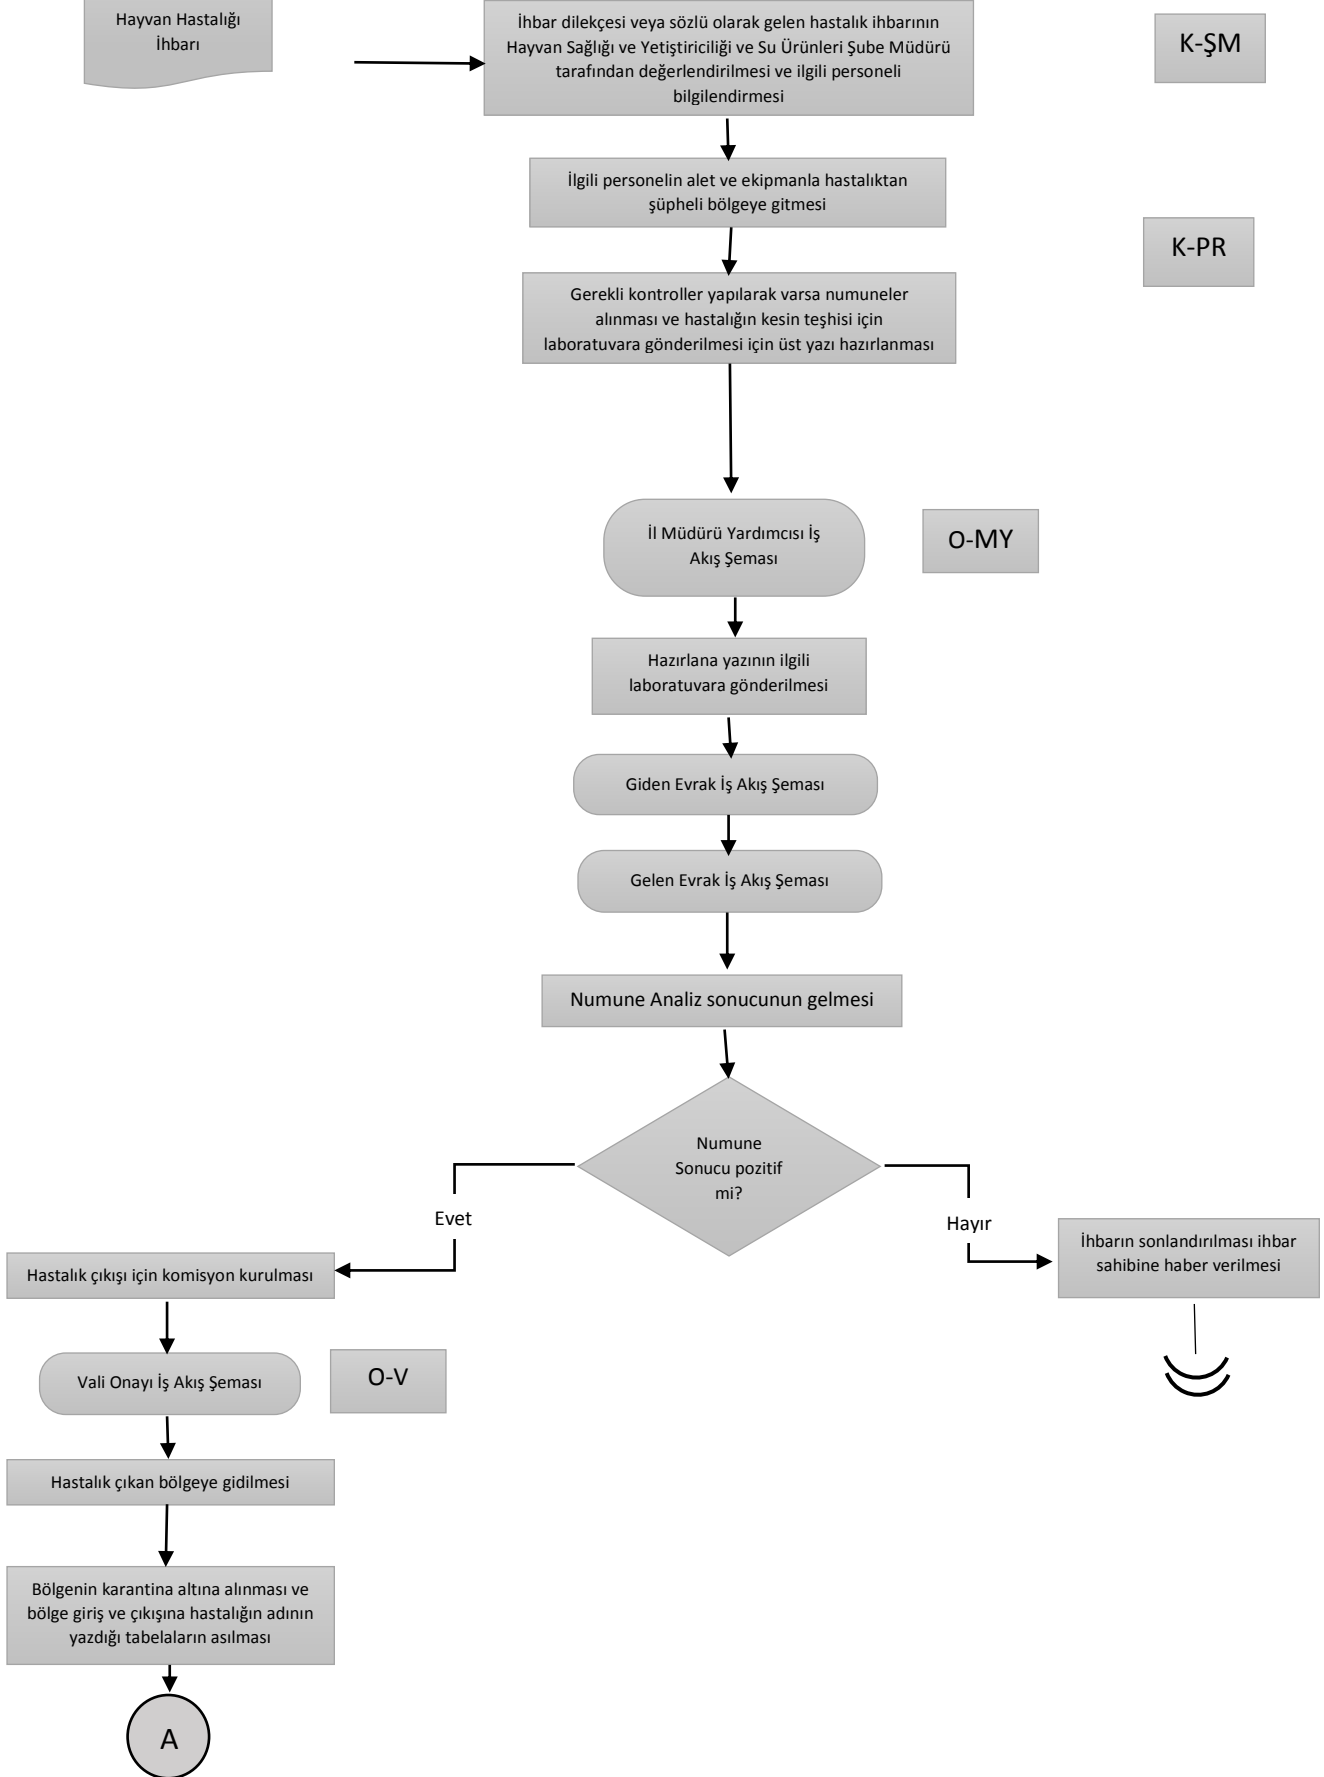 Hayvan Hastalığı
İhbarı
İhbar dilekçesi veya sözlü olarak gelen hastalık ihbarının
Hayvan Sağlığı ve Yetiştiriciliği ve Su Ürünleri Şube Müdürü
tarafından değerlendirilmesi ve ilgili personeli
bilgilendirmesi
K-ŞM
İlgili personelin alet ve ekipmanla hastalıktan
şüpheli bölgeye gitmesi
K-PR
Gerekli kontroller yapılarak varsa numuneler
alınması ve hastalığın kesin teşhisi için
laboratuvara gönderilmesi için üst yazı hazırlanması
İl Müdürü Yardımcısı İş
Akış Şeması
O-MY
Hazırlana yazının ilgili
laboratuvara gönderilmesi
Giden Evrak İş Akış Şeması
Gelen Evrak İş Akış Şeması
Numune Analiz sonucunun gelmesi
Numune
Sonucu pozitif
mi?
Evet
Hayır
Hastalık çıkışı için komisyon kurulması
İhbarın sonlandırılması ihbar
sahibine haber verilmesi
Vali Onayı İş Akış Şeması
O-V
Hastalık çıkan bölgeye gidilmesi
Bölgenin karantina altına alınması ve
bölge giriş ve çıkışına hastalığın adının
yazdığı tabelaların asılması
A